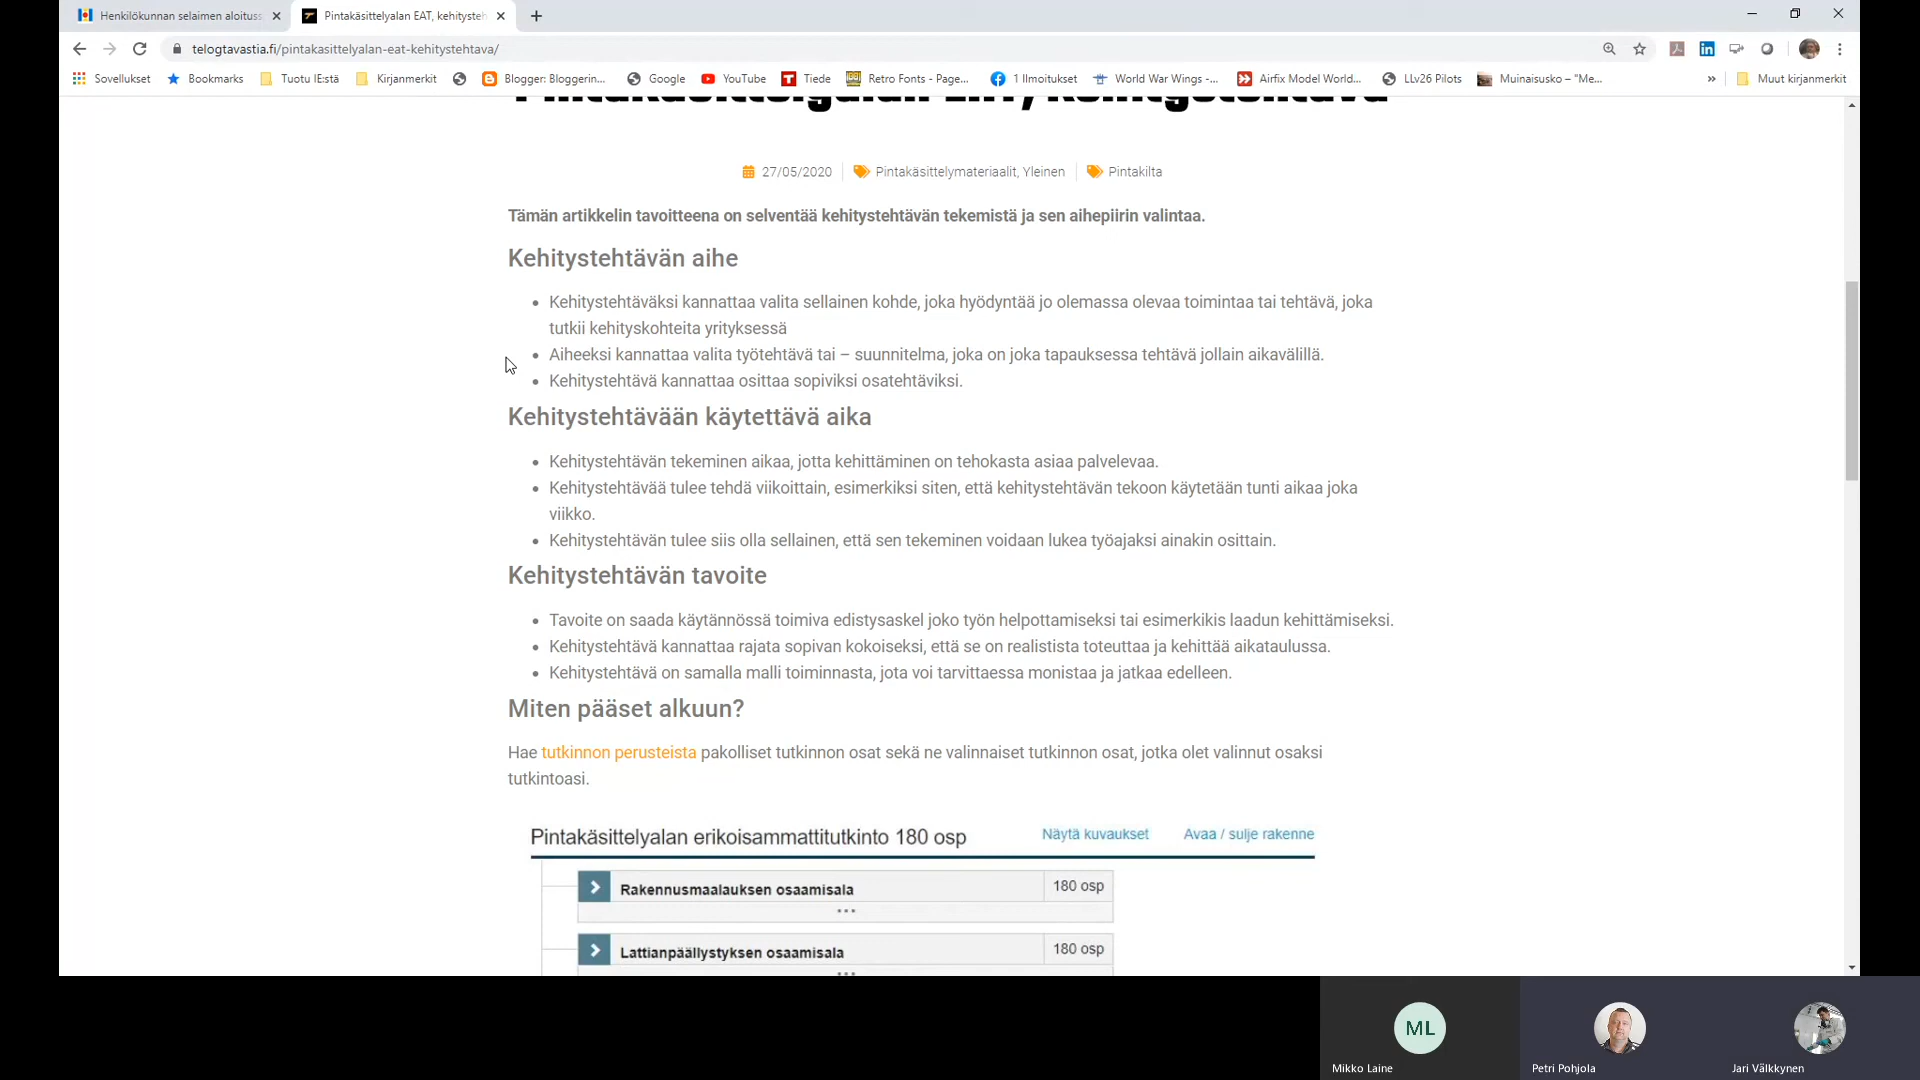 Henkilökunnan selaimen aloituss
Pintakäsittelyalan EAT, kehitysteh
telogtavastia.fi/pintakasittelyalan-eat-kehitystehtava/
Sovellukset Bookmarks Tuotu IE:stä Kirjanmerkit Blogger: Bloggerin... Google YouTube Tiede Retro Fonts - Page... 1 Ilmoitukset World War Wings -... Airfix Model World... LLv26 Pilots Muinaisusko – "Me... » Muut kirjanmerkit
Pintakäsittelyalan EAT, kehitystehtävä
27/05/2020 Pintakäsittelymateriaalit, Yleinen Pintakilta
Tämän artikkelin tavoitteena on selventää kehitystehtävän tekemistä ja sen aihepiirin valintaa.
Kehitystehtävän aihe
Kehitystehtäväksi kannattaa valita sellainen kohde, joka hyödyntää jo olemassa olevaa toimintaa tai tehtävä, joka
tutkii kehityskohteita yrityksessä
Aiheeksi kannattaa valita työtehtävä tai – suunnitelma, joka on joka tapauksessa tehtävä jollain aikavälillä.
Kehitystehtävä kannattaa osittaa sopiviksi osatehtäviksi.
Kehitystehtävään käytettävä aika
Kehitystehtävän tekeminen aikaa, jotta kehittäminen on tehokasta asiaa palvelevaa.
Kehitystehtävää tulee tehdä viikoittain, esimerkiksi siten, että kehitystehtävän tekoon käytetään tunti aikaa joka
viikko.
Kehitystehtävän tulee siis olla sellainen, että sen tekeminen voidaan lukea työajaksi ainakin osittain.
Kehitystehtävän tavoite
Tavoite on saada käytännössä toimiva edistysaskel joko työn helpottamiseksi tai esimerkikis laadun kehittämiseksi.
Kehitystehtävä kannattaa rajata sopivan kokoiseksi, että se on realistista toteuttaa ja kehittää aikataulussa.
Kehitystehtävä on samalla malli toiminnasta, jota voi tarvittaessa monistaa ja jatkaa edelleen.
Miten pääset alkuun?
Hae tutkinnon perusteista pakolliset tutkinnon osat sekä ne valinnaiset tutkinnon osat, jotka olet valinnut osaksi
tutkintoasi.
Pintakäsittelyalan erikoisammattitutkinto 180 osp Näytä kuvaukset Avaa / sulje rakenne
Rakennusmaalauksen osaamisala 180 osp
Lattianpäällystyksen osaamisala 180 osp
ML
Mikko Laine Petri Pohjola Jari Välkkynen